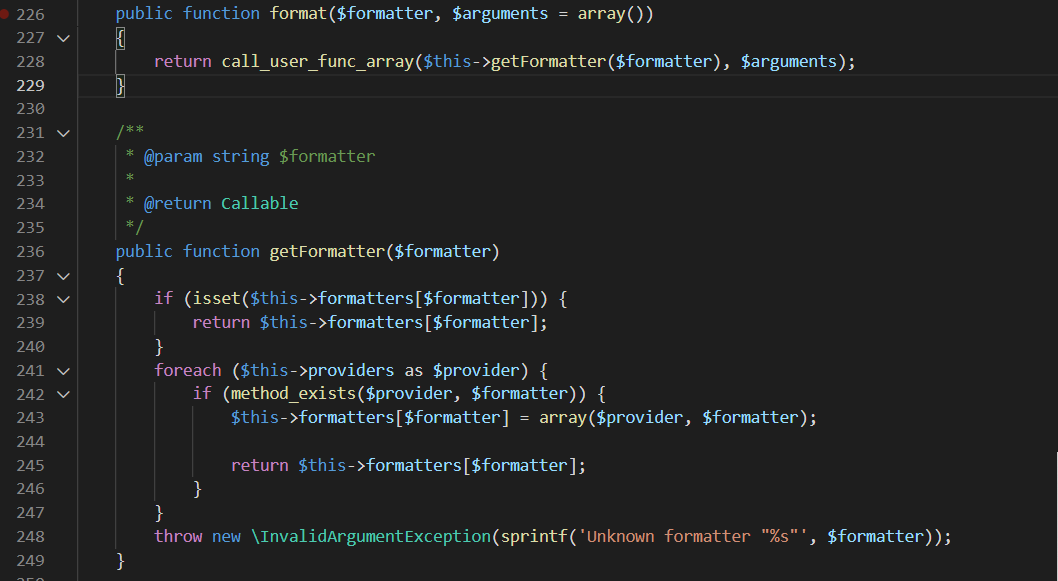 226 public function format($formatter, $arguments = array())
227 {
228 return call_user_func_array($this->getFormatter($formatter), $arguments);
229 }
230
231 /**
232 * @param string $formatter
233 *
234 * @return Callable
235 */
236 public function getFormatter($formatter)
237 {
238 if (isset($this->formatters[$formatter])) {
239 return $this->formatters[$formatter];
240 }
241 foreach ($this->providers as $provider) {
242 if (method_exists($provider, $formatter)) {
243 $this->formatters[$formatter] = array($provider, $formatter);
244
245 return $this->formatters[$formatter];
246 }
247 }
248 throw new \InvalidArgumentException(sprintf('Unknown formatter "%s"', $formatter));
249 }